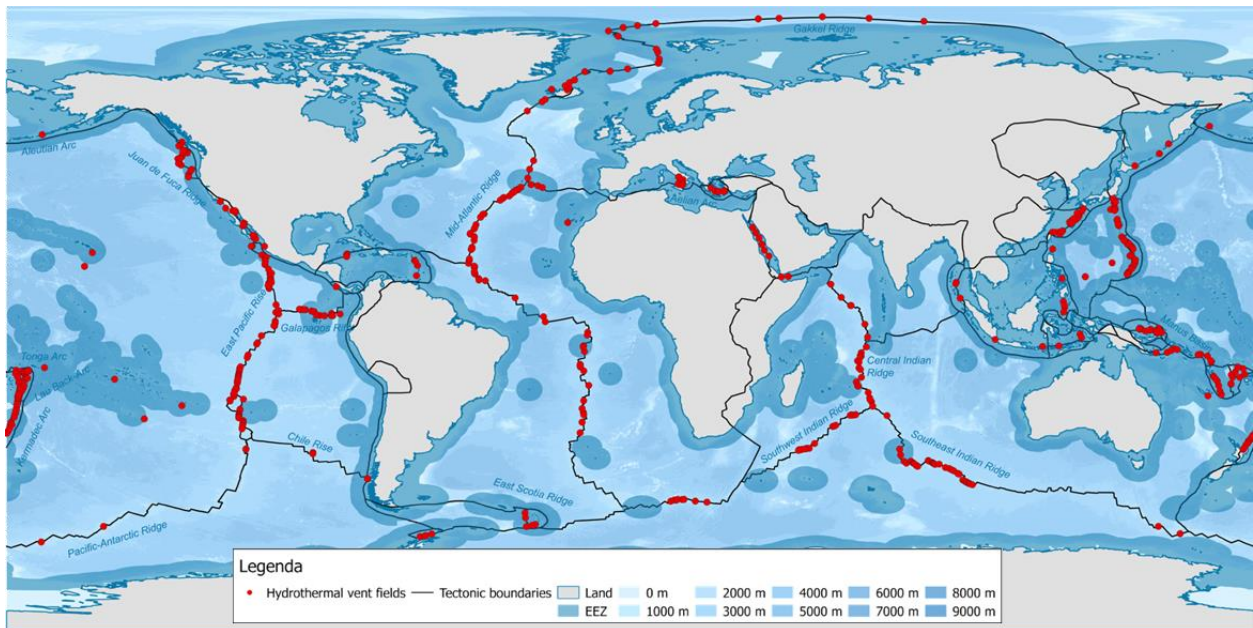 Gakkel Ridge
Aleutian Arc
Juan de Fuca Ridge
Mid-Atlantic Ridge
Aelian Arc
East Pacific Rise
Galapagos Rift
Manus Basin
Tonga Arc
Lau Back-Arc
Kermadec Arc
Central Indian
Ridge
Chile Rise
Southwest Indian Ridge
Southeast Indian Ridge
East Scotia Ridge
Pacific-Antarctic Ridge
Legenda
Hydrothermal vent fields
Tectonic boundaries
Land
0 m
2000 m
4000 m
6000 m
8000 m
EEZ
1000 m
3000 m
5000 m
7000 m
9000 m